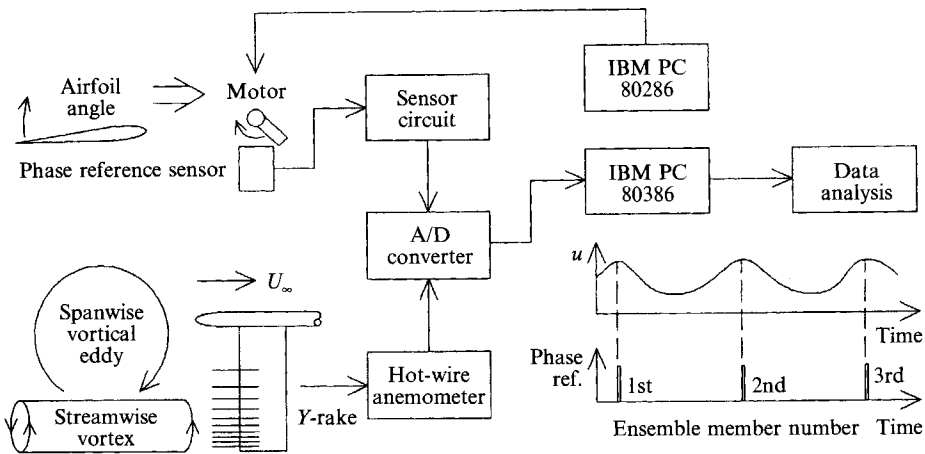 Airfoil
angle
Motor
Phase reference sensor
Sensor
circuit
IBM PC
80286
IBM PC
80386
Data
analysis
A/D
converter
Spanwise
vortical
eddy
U∞
Streamwise
vortex
Y-rake
Hot-wire
anemometer
u
Time
Phase
ref.
1st
2nd
3rd
Ensemble member number
Time